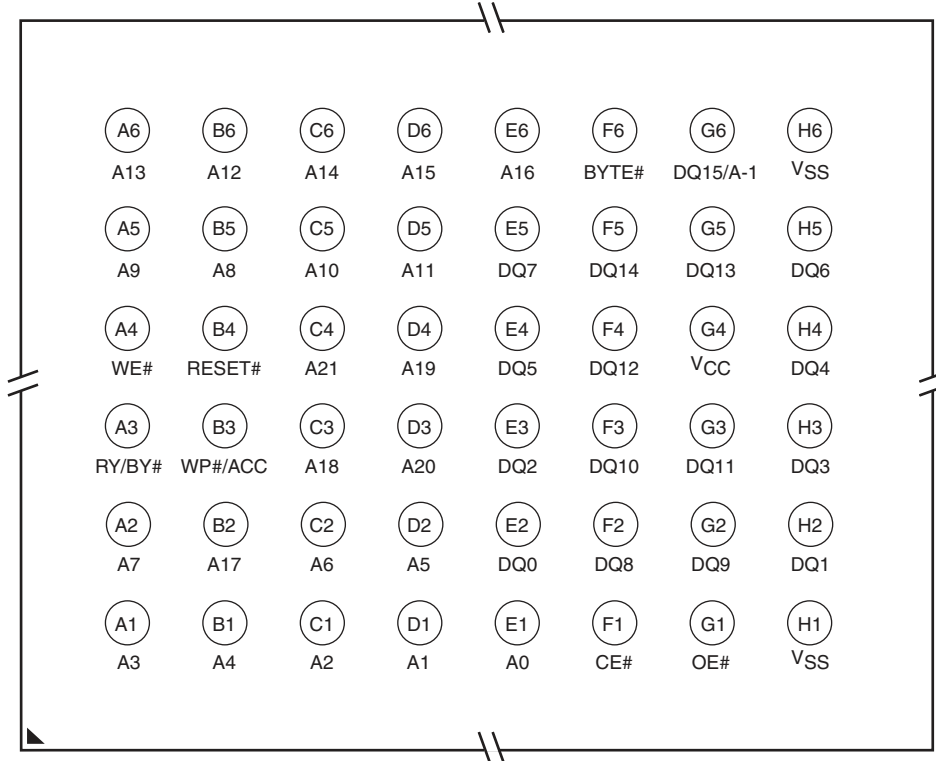 A6 B6 C6 D6 E6 F6 G6 H6
A13 A12 A14 A15 A16 BYTE# DQ15/A-1 VSS
A5 B5 C5 D5 E5 F5 G5 H5
A9 A8 A10 A11 DQ7 DQ14 DQ13 DQ6
A4 B4 C4 D4 E4 F4 G4 H4
WE# RESET# A21 A19 DQ5 DQ12 VCC DQ4
A3 B3 C3 D3 E3 F3 G3 H3
RY/BY# WP#/ACC A18 A20 DQ2 DQ10 DQ11 DQ3
A2 B2 C2 D2 E2 F2 G2 H2
A7 A17 A6 A5 DQ0 DQ8 DQ9 DQ1
A1 B1 C1 D1 E1 F1 G1 H1
A3 A4 A2 A1 A0 CE# OE# VSS